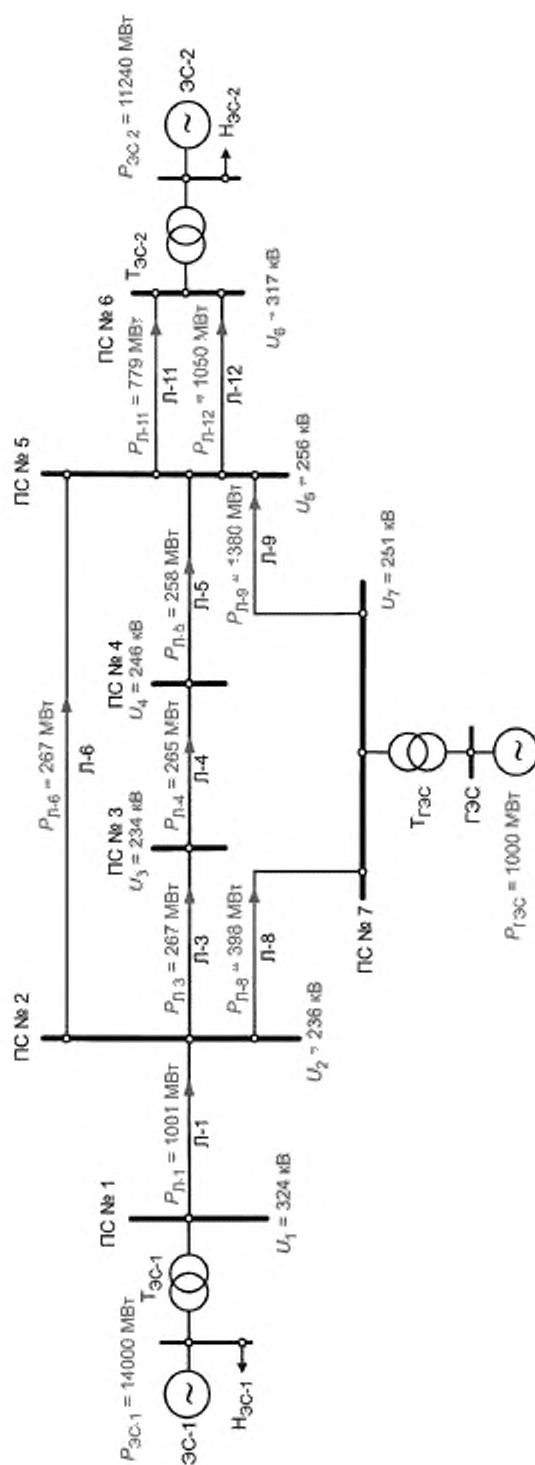 P_ЭС-1 = 14000 МВт
ЭС-1
Н_ЭС-1
Т_ЭС-1
ПС № 1
U_1 = 324 кВ
P_Л-1 = 1001 МВт
Л-1
ПС № 2
U_2 = 236 кВ
P_Л-6 = 267 МВт
Л-6
P_Л-3 = 267 МВт
Л-3
P_Л-8 = 398 МВт
Л-8
ПС № 3
U_3 = 234 кВ
P_Л-4 = 265 МВт
Л-4
ПС № 4
U_4 = 246 кВ
P_Л-5 = 258 МВт
Л-5
P_Л-9 = 1380 МВт
Л-9
ПС № 5
U_5 = 256 кВ
P_Л-11 = 779 МВт
Л-11
P_Л-12 = 1050 МВт
Л-12
ПС № 6
U_6 = 317 кВ
Т_ЭС-2
P_ЭС 2 = 11240 МВт
ЭС-2
Н_ЭС-2
ПС № 7
U_7 = 251 кВ
Т_ГЭС
ГЭС
P_ГЭС = 1000 МВт